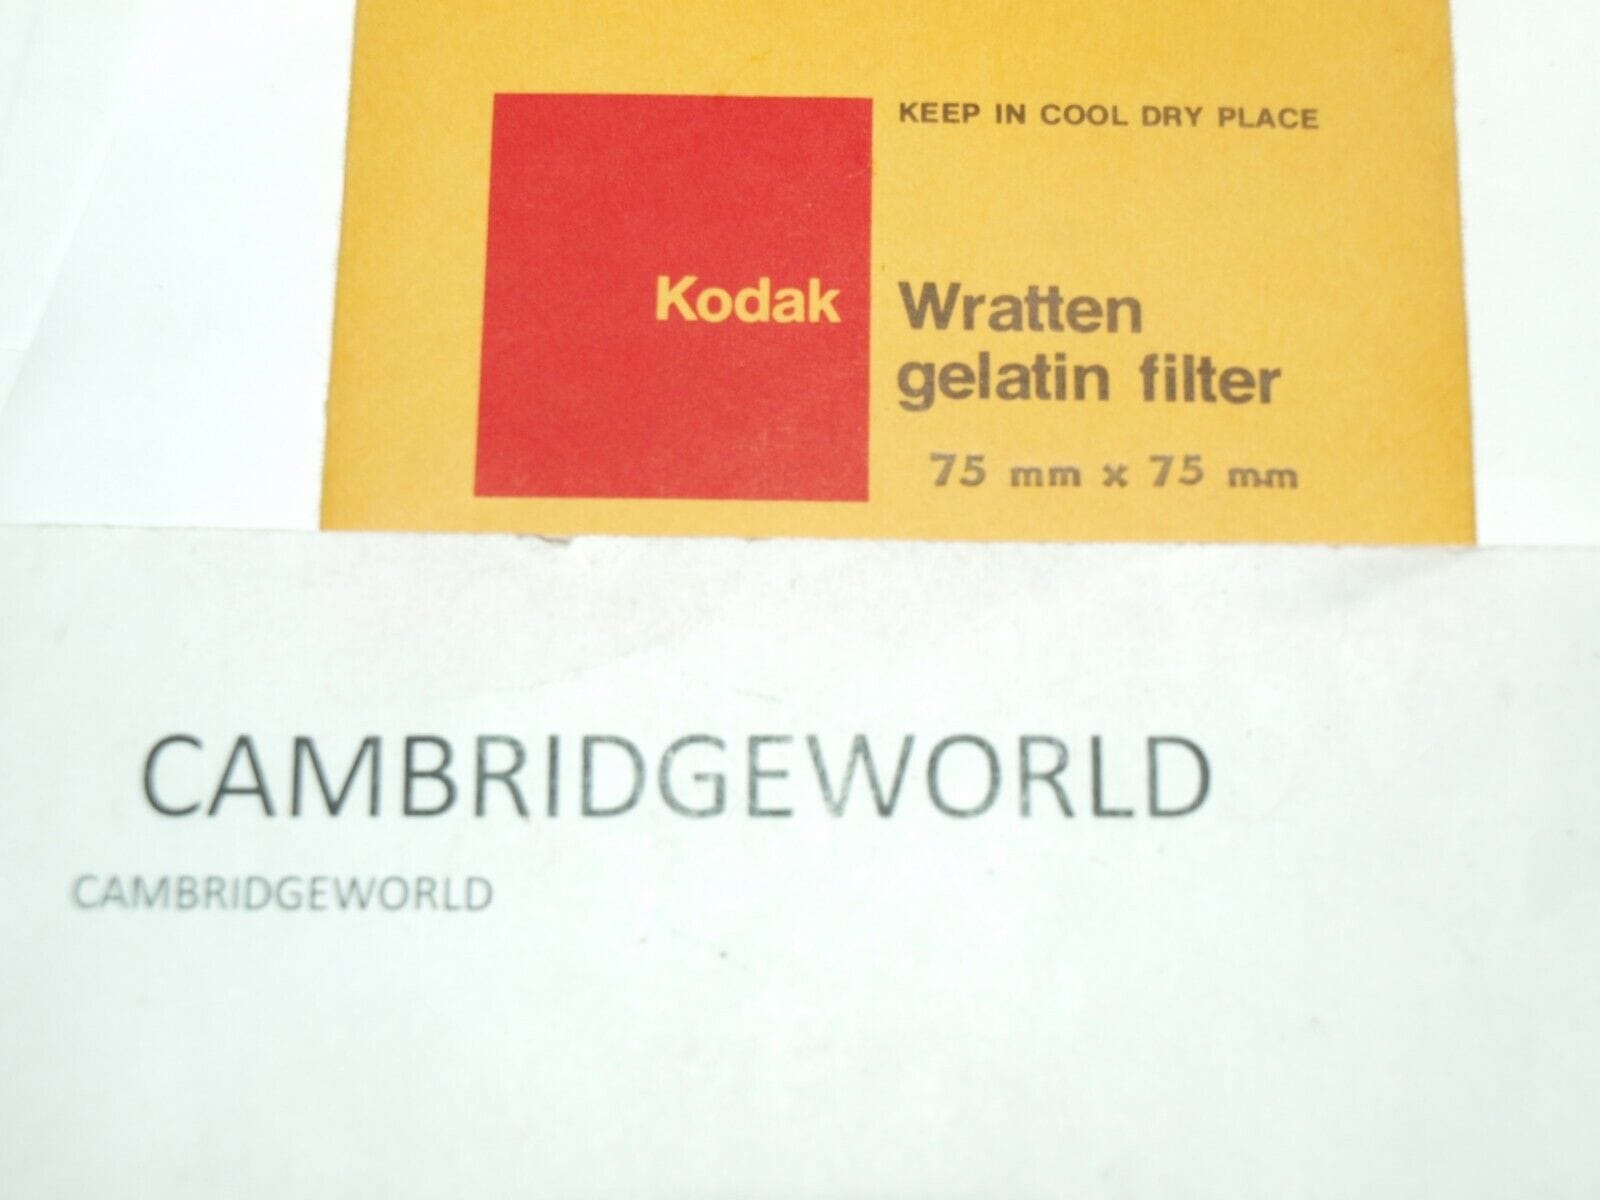 KEEP IN COOL DRY PLACE
Kodak
Wratten
gelatin filter
75 mm x 75 mm
CAMBRIDGEWORLD
CAMBRIDGEWORLD